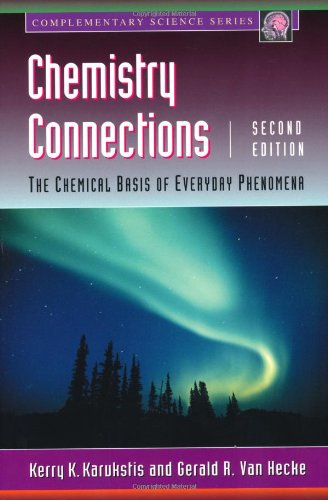 COMPLEMENTARY SCIENCE SERIES
Chemistry
Connections
SECOND
EDITION
THE CHEMICAL BASIS OF EVERYDAY PHENOMENA
Kerry K. Karukstis and Gerald R. Van Hecke